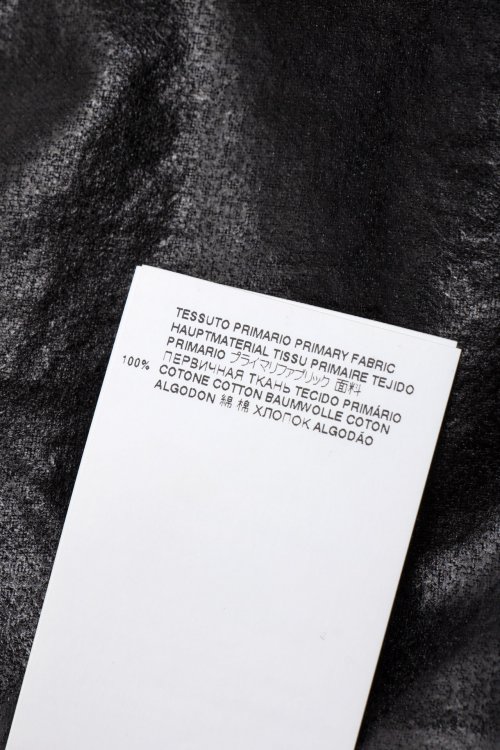 TESSUTO PRIMARIO PRIMARY FABRIC
HAUPTMATERIAL TISSU PRIMAIRE TEJIDO
PRIMARIO プライマリファブリック 面料
ПЕРВИЧНАЯ ТКАНЬ TECIDO PRIMÁRIO
100% COTONE COTTON BAUMWOLLE COTON
ALGODON 綿 棉 ХЛОПОК ALGODÃO